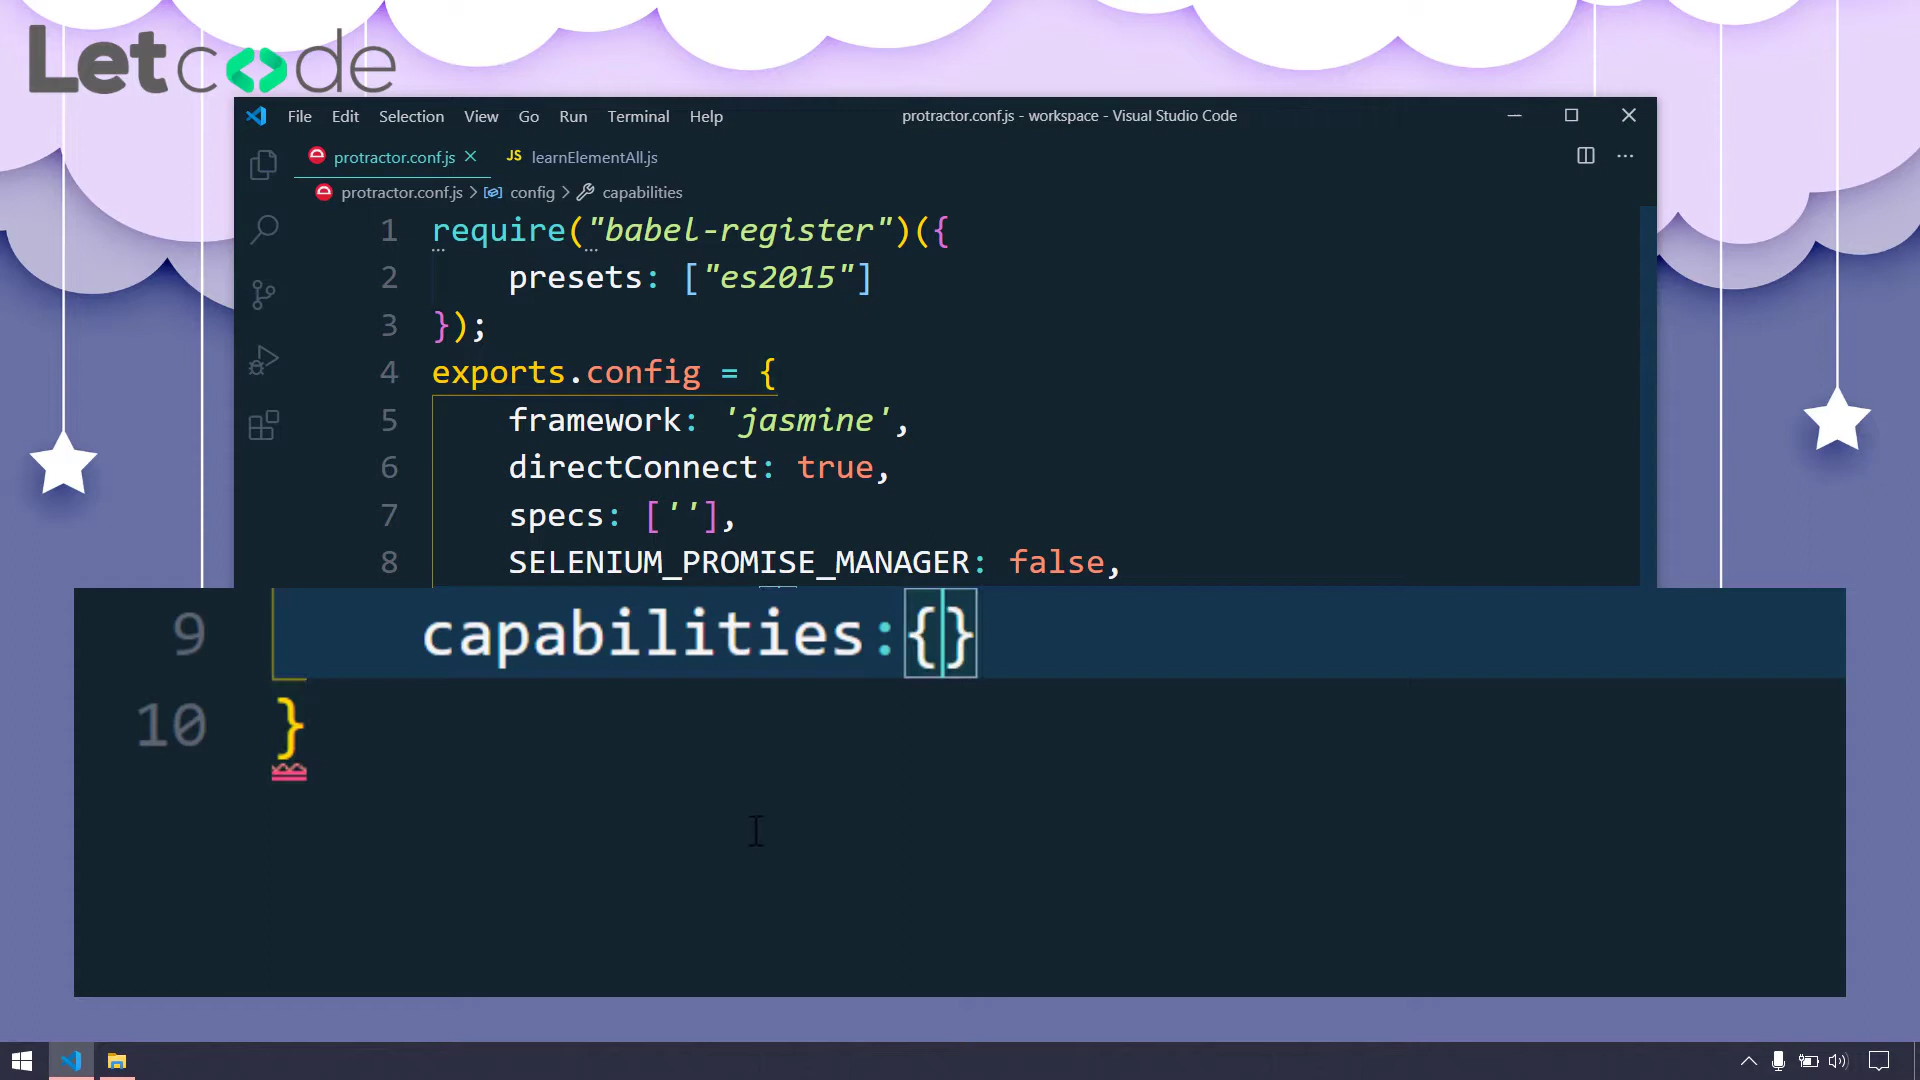 Letcode
File Edit Selection View Go Run Terminal Help protractor.conf.js - workspace - Visual Studio Code
protractor.conf.js JS learnElementAll.js
protractor.conf.js config capabilities
1 require("babel-register")({
2 presets: ["es2015"]
3 });
4 exports.config = {
5 framework: 'jasmine',
6 directConnect: true,
7 specs: [''],
8 SELENIUM_PROMISE_MANAGER: false,
9 capabilities:{}
10 }